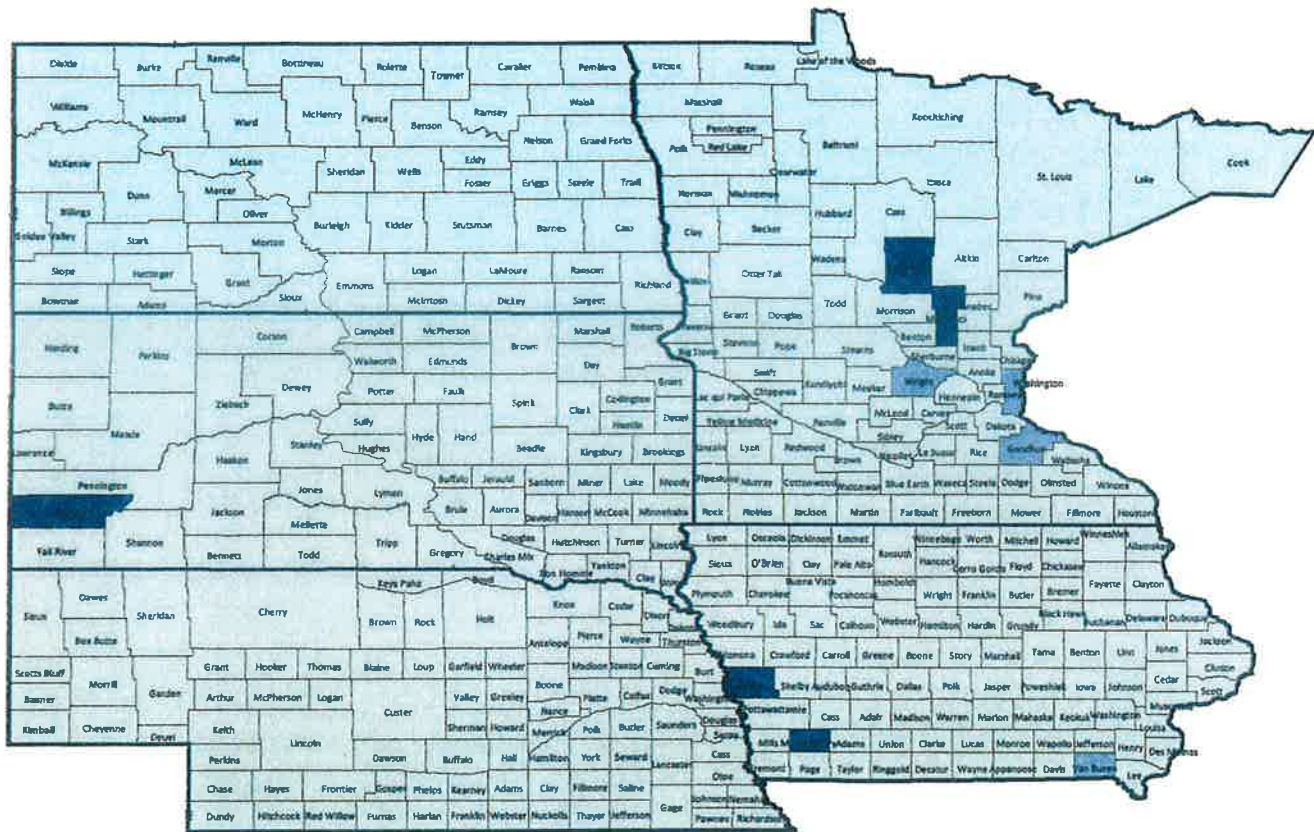 Divide Burke Renville Bottineau Rolette Towner Cavalier Pembina Kittson Roseau Lake of the Woods
Williams Mountrail Ward McHenry Pierce Benson Ramsey Walsh Marshall Koochiching
McKenzie McLean Sheridan Wells Eddy Foster Nelson Grand Forks Polk Pennington Red Lake Beltrami Clearwater St. Louis Lake Cook
Dunn Mercer Oliver Griggs Steele Traill Norman Mahnomen Itasca
Billings Golden Valley Stark Morton Burleigh Kidder Stutsman Barnes Cass Clay Becker Hubbard Cass Wadena Aitkin Carlton
Slope Hettinger Grant Sioux Emmons Logan LaMoure Ransom Richland Otter Tail Todd Morrison Pine
Bowman Adams McIntosh Dickey Sargent Grant Douglas Benton Isanti
Harding Perkins Corson Campbell McPherson Brown Marshall Roberts Big Stone Stevens Pope Stearns Sherburne Anoka Chisago
Walworth Edmunds Day Swift Kandiyohi Meeker Wright Hennepin Ramsey Washington
Butte Meade Ziebach Dewey Potter Faulk Spink Clark Codington Grant Hamlin Deuel Lac qui Parle Chippewa Renville McLeod Carver Scott Dakota
Lawrence Haakon Stanley Sully Hughes Hyde Hand Beadle Kingsbury Brookings Yellow Medicine Lyon Redwood Brown Sibley Nicollet Le Sueur Rice Goodhue Wabasha
Pennington Jackson Jones Lyman Buffalo Jerauld Sanborn Miner Lake Moody Pipestone Murray Cottonwood Watonwan Blue Earth Waseca Steele Dodge Olmsted Winona
Mellette Brule Aurora Davison Hanson McCook Minnehaha Rock Nobles Jackson Martin Faribault Freeborn Mower Fillmore Houston
Fall River Shannon Bennett Todd Tripp Gregory Charles Mix Douglas Hutchinson Turner Lincoln Bon Homme Yankton Clay
Lyon Osceola Dickinson Emmet Kossuth Winnebago Worth Mitchell Howard Winneshiek Allamakee
Sioux O'Brien Clay Palo Alto Hancock Cerro Gordo Floyd Chickasaw
Sioux Dawes Sheridan Cherry Keya Paha Boyd Knox Cedar Dixon Plymouth Cherokee Buena Vista Pocahontas Humboldt Wright Franklin Butler Bremer Fayette Clayton
Box Butte Brown Rock Holt Antelope Pierce Wayne Thurston Woodbury Ida Sac Calhoun Webster Hamilton Hardin Grundy Black Hawk Buchanan Delaware Dubuque
Scotts Bluff Morrill Garden Grant Hooker Thomas Blaine Loup Garfield Wheeler Boone Madison Stanton Cuming Burt Monona Crawford Carroll Greene Boone Story Marshall Tama Benton Linn Jones Jackson Clinton
Banner Arthur McPherson Logan Custer Valley Greeley Nance Platte Colfax Dodge Washington Shelby Audubon Guthrie Dallas Polk Jasper Poweshiek Iowa Johnson Cedar Scott Muscatine
Kimball Cheyenne Deuel Keith Lincoln Sherman Howard Merrick Polk Butler Saunders Douglas Sarpy Pottawattamie Cass Adair Madison Warren Marion Mahaska Keokuk Washington Louisa
Perkins Dawson Buffalo Hall Hamilton York Seward Lancaster Cass Otoe Mills Adams Union Clarke Lucas Monroe Wapello Jefferson Henry Des Moines
Chase Hayes Frontier Gosper Phelps Kearney Adams Clay Fillmore Saline Gage Johnson Nemaha Fremont Page Taylor Ringgold Decatur Wayne Appanoose Davis Van Buren Lee
Dundy Hitchcock Red Willow Furnas Harlan Franklin Webster Nuckolls Thayer Jefferson Pawnee Richardson